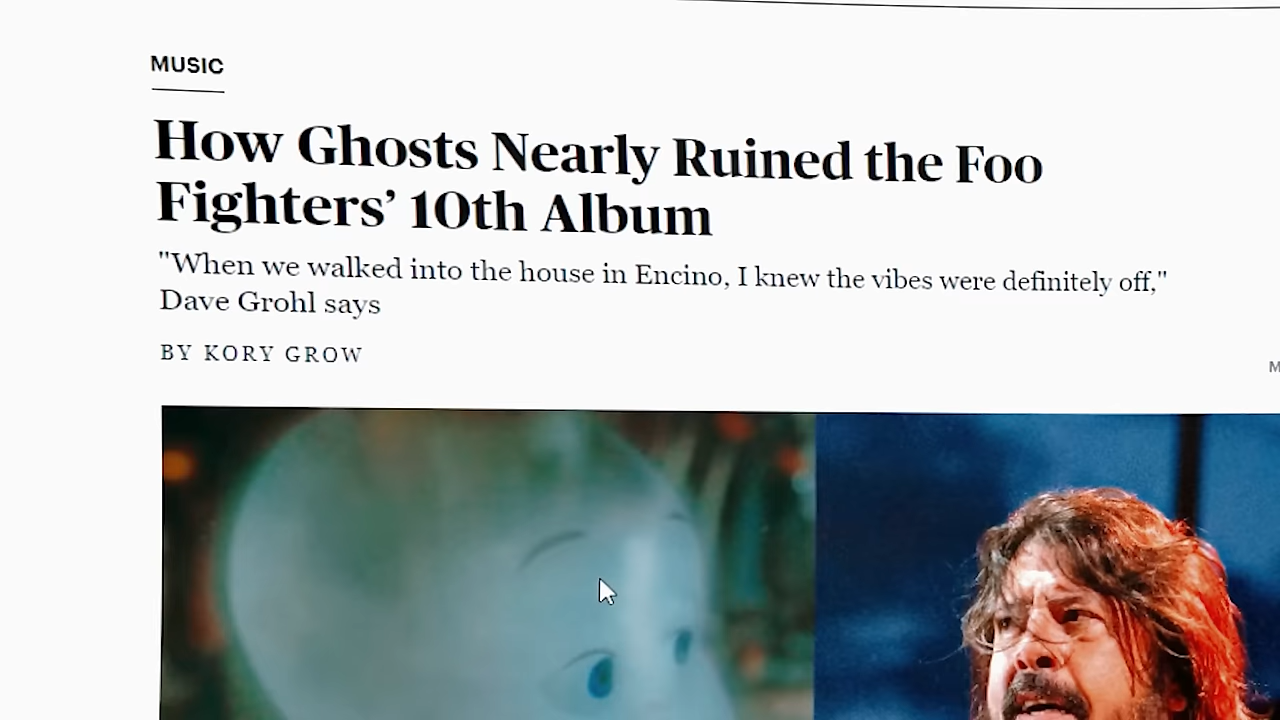 MUSIC
How Ghosts Nearly Ruined the Foo
Fighters’ 10th Album
"When we walked into the house in Encino, I knew the vibes were definitely off,"
Dave Grohl says
BY KORY GROW
M